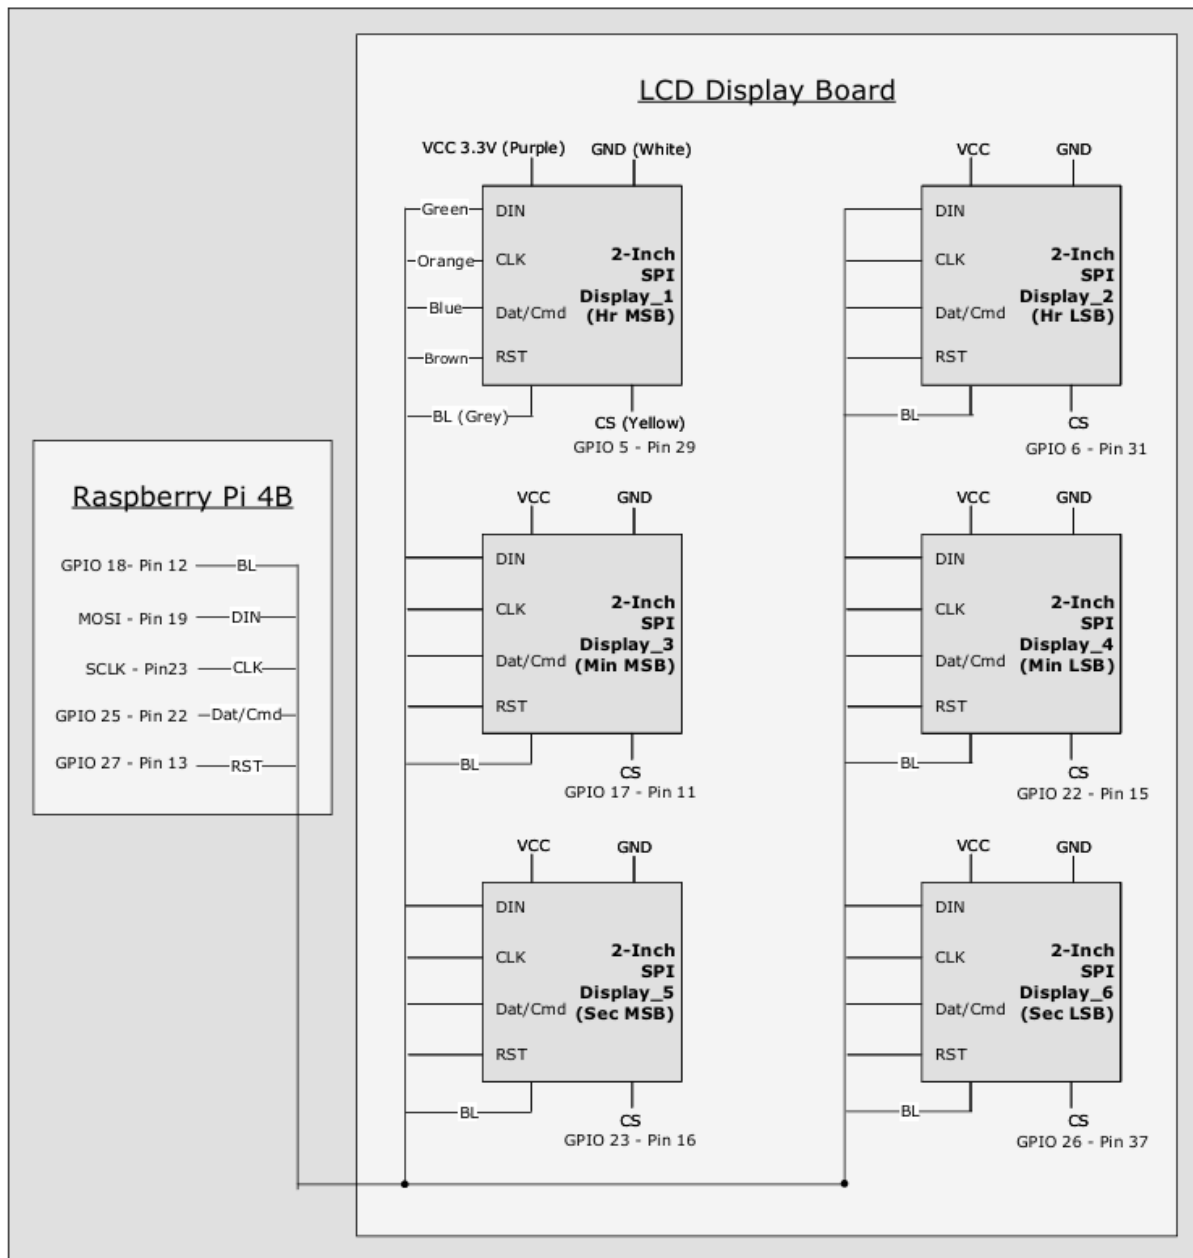 LCD Display Board
VCC 3.3V (Purple)
GND (White)
Green
DIN
Orange
CLK
Blue
Dat/Cmd
Brown
RST
BL (Grey)
2-Inch
SPI
Display_1
(Hr MSB)
CS (Yellow)
GPIO 5 - Pin 29
VCC
GND
DIN
CLK
Dat/Cmd
RST
BL
2-Inch
SPI
Display_2
(Hr LSB)
CS
GPIO 6 - Pin 31
Raspberry Pi 4B
GPIO 18- Pin 12
BL
MOSI - Pin 19
DIN
SCLK - Pin23
CLK
GPIO 25 - Pin 22
Dat/Cmd
GPIO 27 - Pin 13
RST
VCC
GND
DIN
CLK
Dat/Cmd
RST
BL
2-Inch
SPI
Display_3
(Min MSB)
CS
GPIO 17 - Pin 11
VCC
GND
DIN
CLK
Dat/Cmd
RST
BL
2-Inch
SPI
Display_4
(Min LSB)
CS
GPIO 22 - Pin 15
VCC
GND
DIN
CLK
Dat/Cmd
RST
BL
2-Inch
SPI
Display_5
(Sec MSB)
CS
GPIO 23 - Pin 16
VCC
GND
DIN
CLK
Dat/Cmd
RST
BL
2-Inch
SPI
Display_6
(Sec LSB)
CS
GPIO 26 - Pin 37